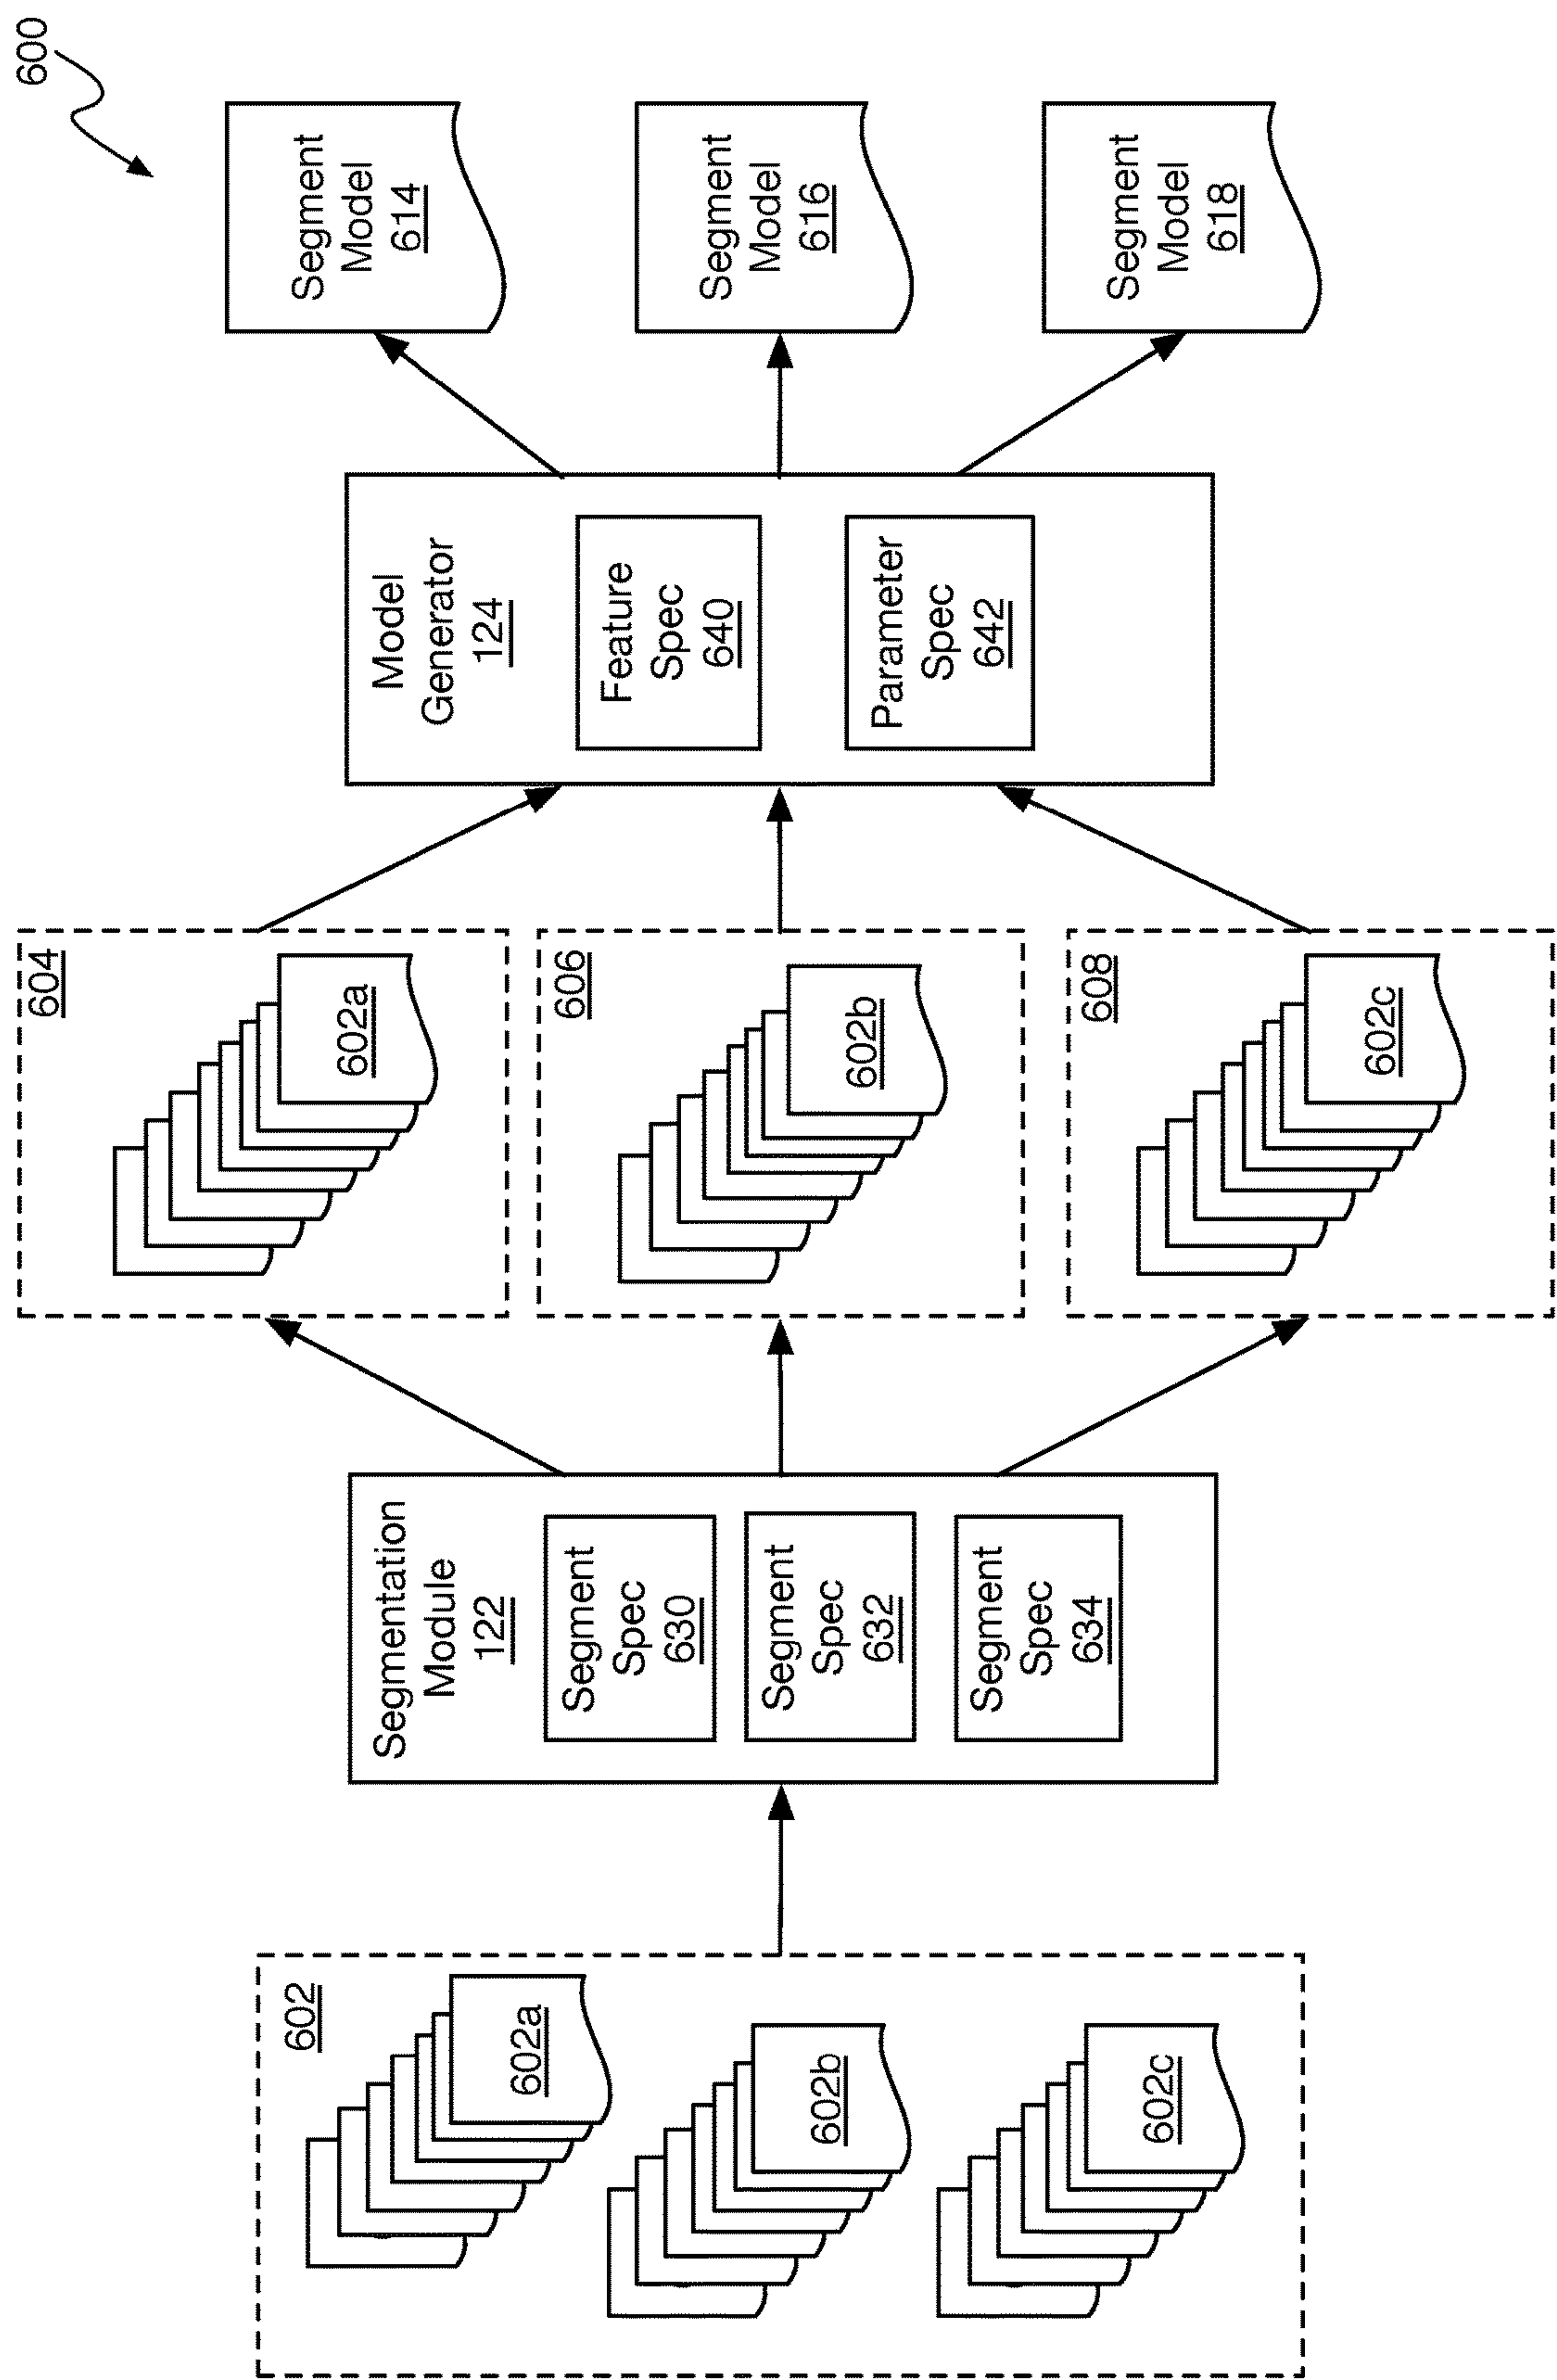 600
602
602a
602b
602c
Segmentation
Module
122
Segment
Spec
630
Segment
Spec
632
Segment
Spec
634
604
602a
606
602b
608
602c
Model
Generator
124
Feature
Spec
640
Parameter
Spec
642
Segment
Model
614
Segment
Model
616
Segment
Model
618